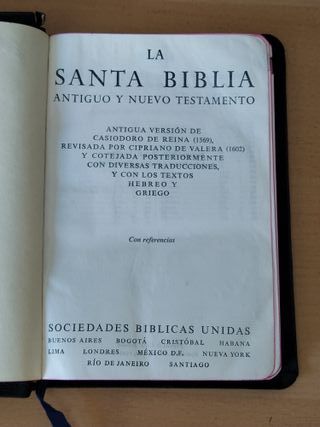 LA
SANTA BIBLIA
ANTIGUO Y NUEVO TESTAMENTO
ANTIGUA VERSIÓN DE
CASIODORO DE REINA (1569),
REVISADA POR CIPRIANO DE VALERA (1602)
Y COTEJADA POSTERIORMENTE
CON DIVERSAS TRADUCCIONES,
Y CON LOS TEXTOS
HEBREO Y
GRIEGO
Con referencias
SOCIEDADES BIBLICAS UNIDAS
BUENOS AIRES BOGOTÁ CRISTÓBAL HABANA
LIMA LONDRES MÉXICO D.F. NUEVA YORK
RÍO DE JANEIRO SANTIAGO